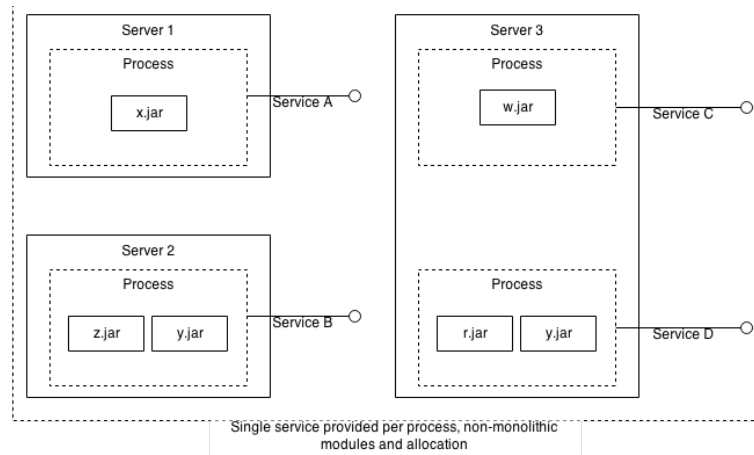 Server 1
Process
x.jar
Service A
Server 3
Process
w.jar
Service C
Server 2
Process
z.jar
y.jar
Service B
Process
r.jar
y.jar
Service D
Single service provided per process, non-monolithic
modules and allocation